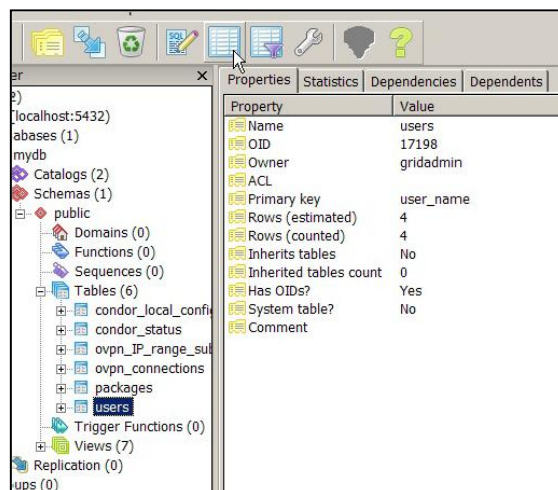 SQL
er X
Properties Statistics Dependencies Dependents
2)
localhost:5432)
abases (1)
mydb
Catalogs (2)
Schemas (1)
public
Domains (0)
Functions (0)
Sequences (0)
Tables (6)
condor_local_confi
condor_status
ovpn_IP_range_sub
ovpn_connections
packages
users
Trigger Functions (0)
Views (7)
Replication (0)
ups (0)
Property Value
Name users
OID 17198
Owner gridadmin
ACL
Primary key user_name
Rows (estimated) 4
Rows (counted) 4
Inherits tables No
Inherited tables count 0
Has OIDs? Yes
System table? No
Comment